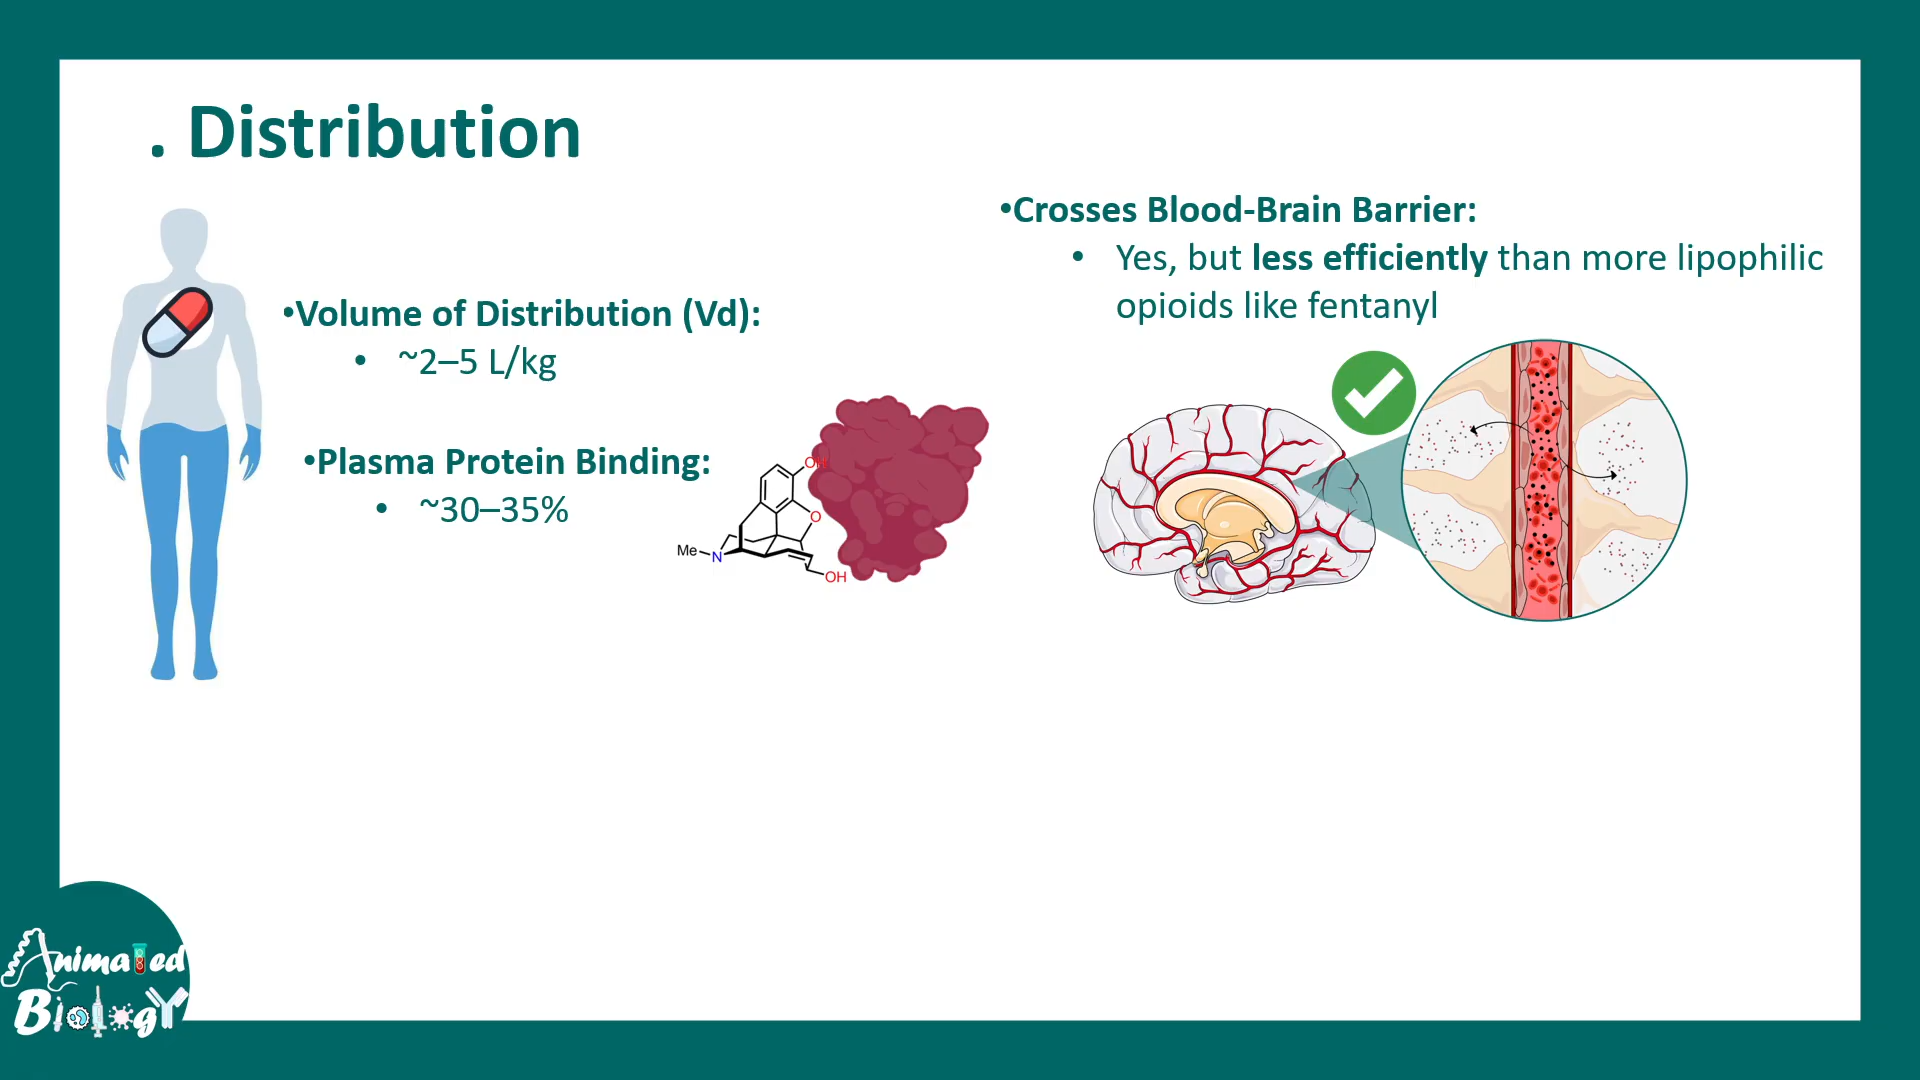 . Distribution
•Volume of Distribution (Vd):
• ~2–5 L/kg
•Plasma Protein Binding:
• ~30–35%
OH
O
Me
N
OH
•Crosses Blood-Brain Barrier:
• Yes, but less efficiently than more lipophilic
opioids like fentanyl
Animated
Biology